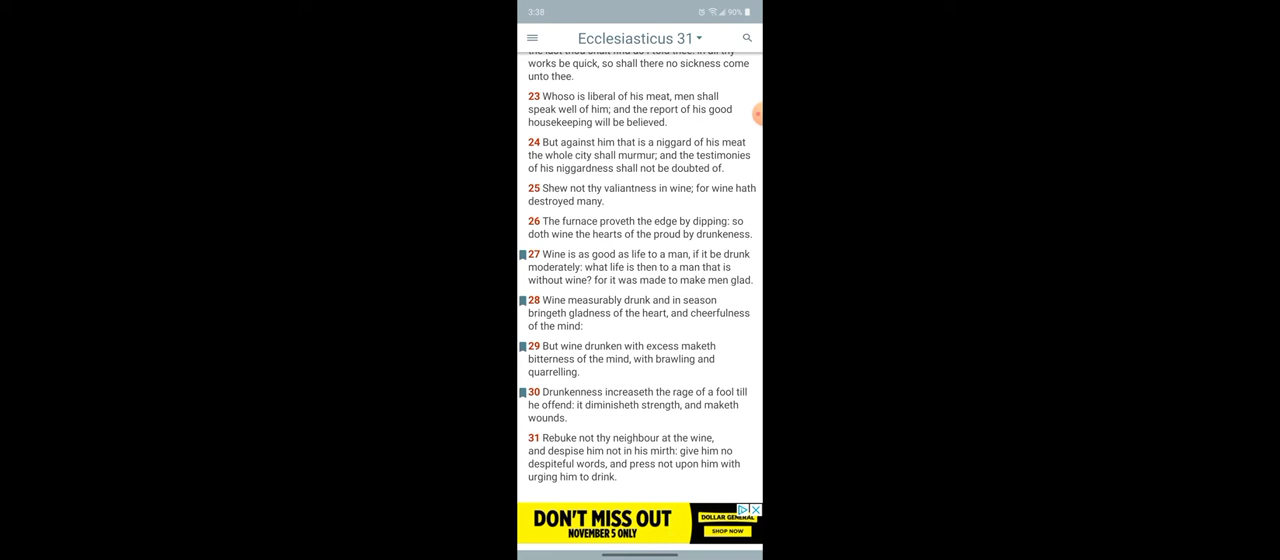 3:38
90%
Ecclesiasticus 31
the last thou shalt find as I told thee: in all thy
works be quick, so shall there no sickness come
unto thee.
23 Whoso is liberal of his meat, men shall
speak well of him; and the report of his good
housekeeping will be believed.
24 But against him that is a niggard of his meat
the whole city shall murmur; and the testimonies
of his niggardness shall not be doubted of.
25 Shew not thy valiantness in wine; for wine hath
destroyed many.
26 The furnace proveth the edge by dipping: so
doth wine the hearts of the proud by drunkeness.
27 Wine is as good as life to a man, if it be drunk
moderately: what life is then to a man that is
without wine? for it was made to make men glad.
28 Wine measurably drunk and in season
bringeth gladness of the heart, and cheerfulness
of the mind:
29 But wine drunken with excess maketh
bitterness of the mind, with brawling and
quarrelling.
30 Drunkenness increaseth the rage of a fool till
he offend: it diminisheth strength, and maketh
wounds.
31 Rebuke not thy neighbour at the wine,
and despise him not in his mirth: give him no
despiteful words, and press not upon him with
urging him to drink.
DON'T MISS OUT
NOVEMBER 5 ONLY
DOLLAR GENERAL
SHOP NOW